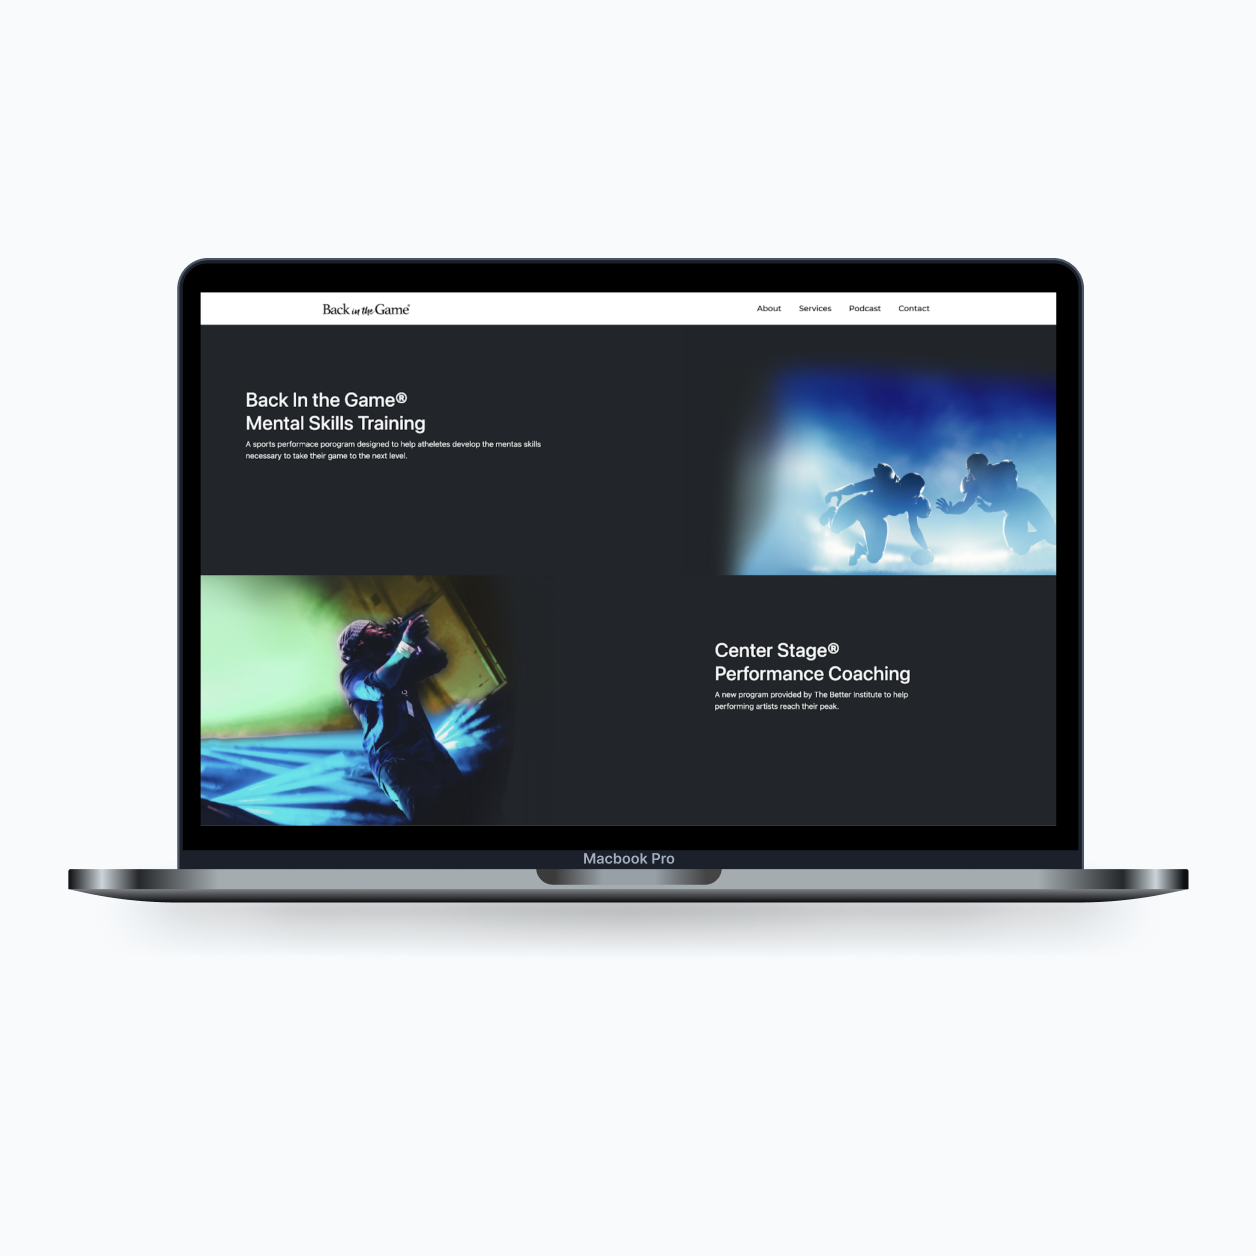 Back in the Game®
About Services Podcast Contact
Back In the Game®
Mental Skills Training
A sports performace porogram designed to help atheletes develop the mentas skills
necessary to take their game to the next level.
Center Stage®
Performance Coaching
A new program provided by The Better Institute to help
performing artists reach their peak.
Macbook Pro